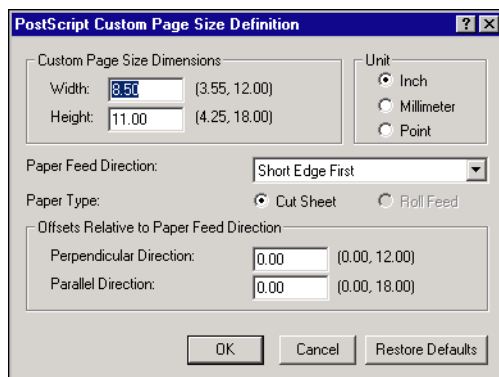 PostScript Custom Page Size Definition
Custom Page Size Dimensions
Width: 8.50 (3.55, 12.00)
Height: 11.00 (4.25, 18.00)
Unit
Inch
Millimeter
Point
Paper Feed Direction: Short Edge First
Paper Type: Cut Sheet Roll Feed
Offsets Relative to Paper Feed Direction
Perpendicular Direction: 0.00 (0.00, 12.00)
Parallel Direction: 0.00 (0.00, 18.00)
OK Cancel Restore Defaults